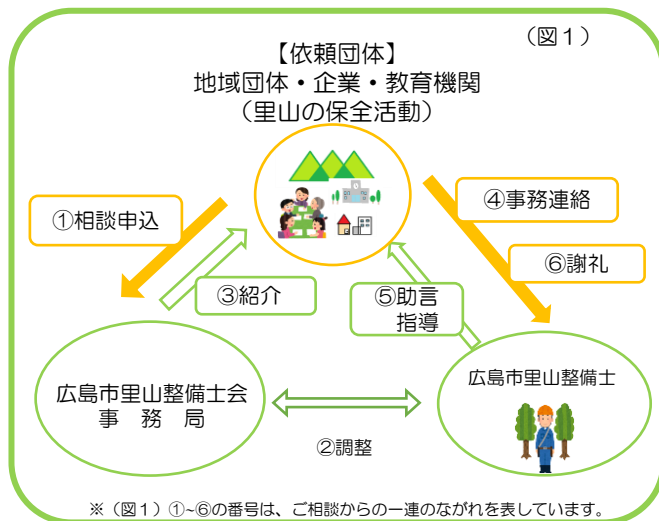 （図１）
【依頼団体】
地域団体・企業・教育機関
（里山の保全活動）
①相談申込
④事務連絡
⑥謝礼
③紹介
⑤助言
指導
広島市里山整備士会
事　務　局
広島市里山整備士
②調整
※（図１）①~⑥の番号は、ご相談からの一連のながれを表しています。